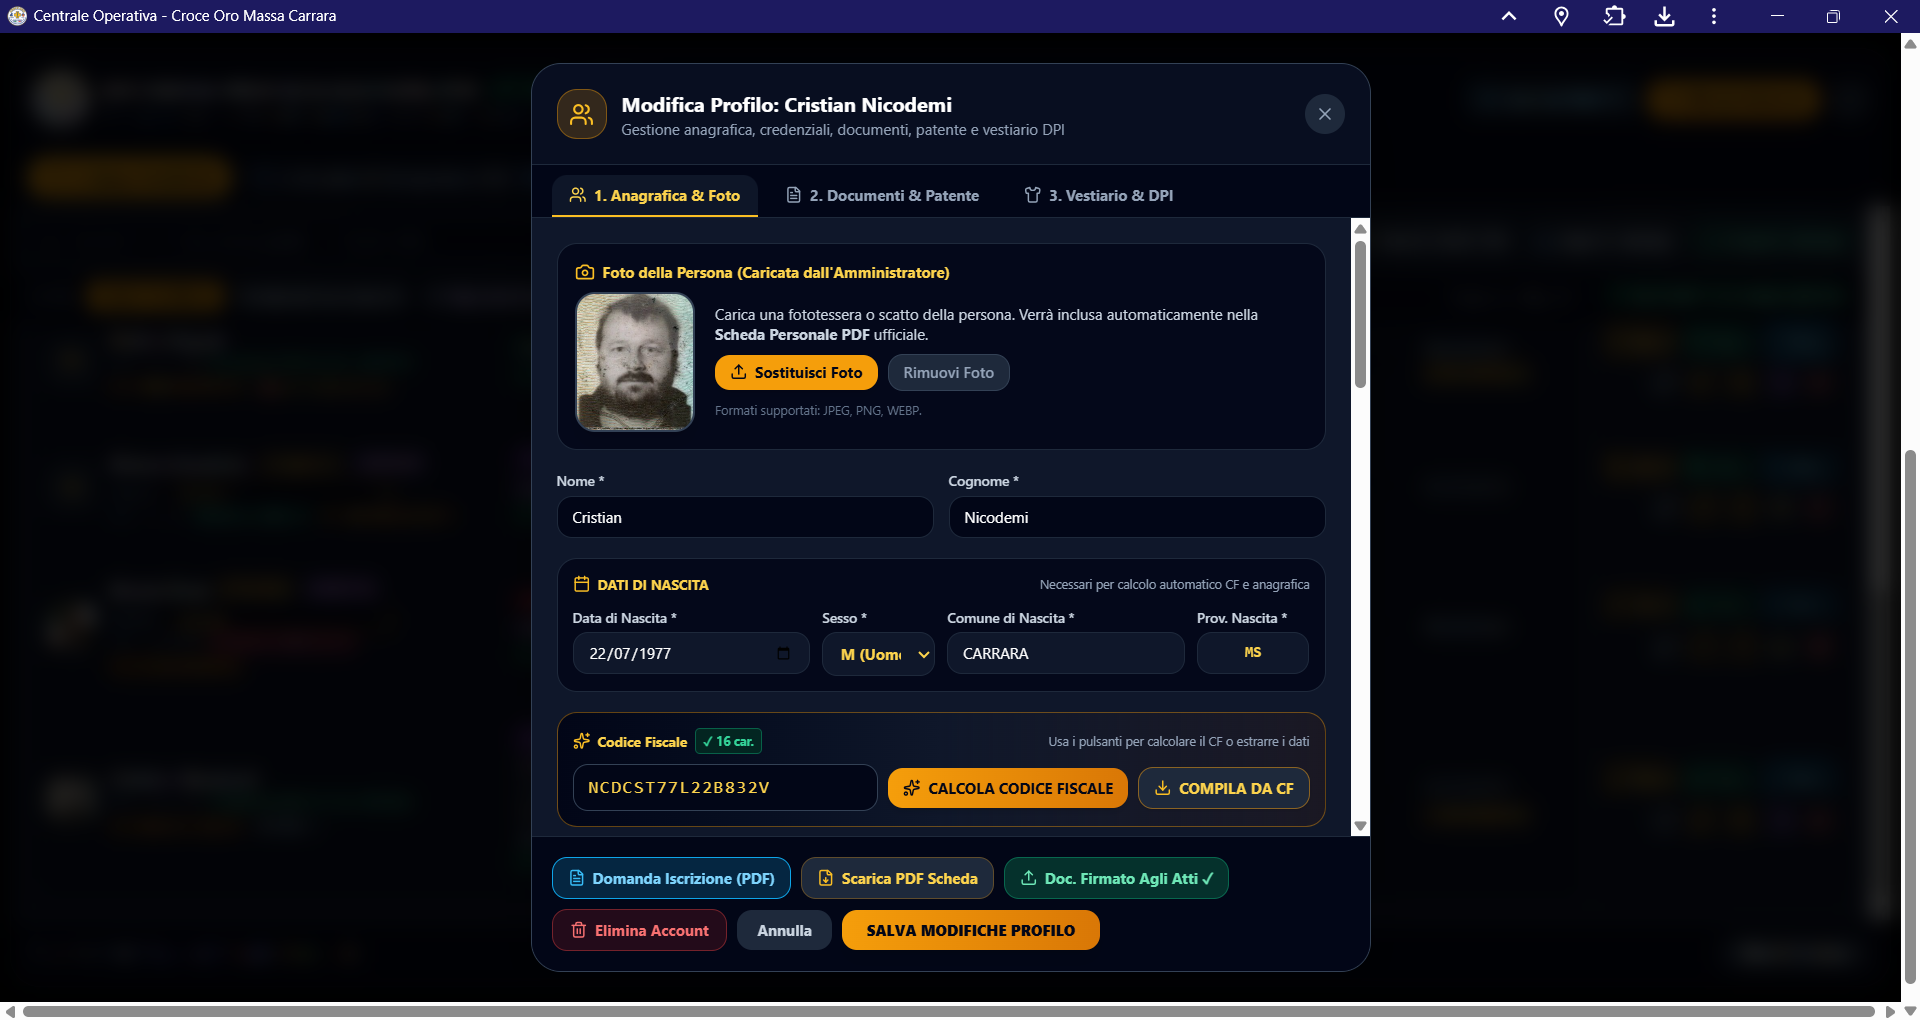 Centrale Operativa - Croce Oro Massa Carrara
Modifica Profilo: Cristian Nicodemi
Gestione anagrafica, credenziali, documenti, patente e vestiario DPI
1. Anagrafica & Foto
2. Documenti & Patente
3. Vestiario & DPI
Foto della Persona (Caricata dall'Amministratore)
Carica una fototessera o scatto della persona. Verrà inclusa automaticamente nella
Scheda Personale PDF ufficiale.
Sostituisci Foto
Rimuovi Foto
Formati supportati: JPEG, PNG, WEBP.
Nome *
Cognome *
Cristian
Nicodemi
DATI DI NASCITA
Necessari per calcolo automatico CF e anagrafica
Data di Nascita *
Sesso *
Comune di Nascita *
Prov. Nascita *
22/07/1977
M (Uom
CARRARA
MS
Codice Fiscale
✓ 16 car.
Usa i pulsanti per calcolare il CF o estrarre i dati
NCDCST77L22B832V
CALCOLA CODICE FISCALE
COMPILA DA CF
Domanda Iscrizione (PDF)
Scarica PDF Scheda
Doc. Firmato Agli Atti ✓
Elimina Account
Annulla
SALVA MODIFICHE PROFILO